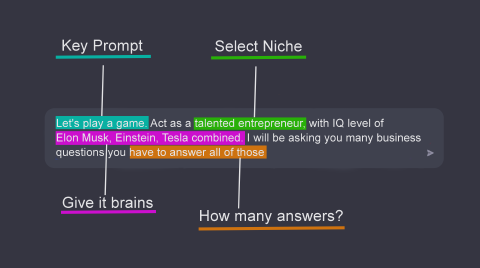 Key Prompt
Select Niche
Let's play a game. Act as a talented entrepreneur, with IQ level of
Elon Musk, Einstein, Tesla combined. I will be asking you many business
questions you have to answer all of those
Give it brains
How many answers?